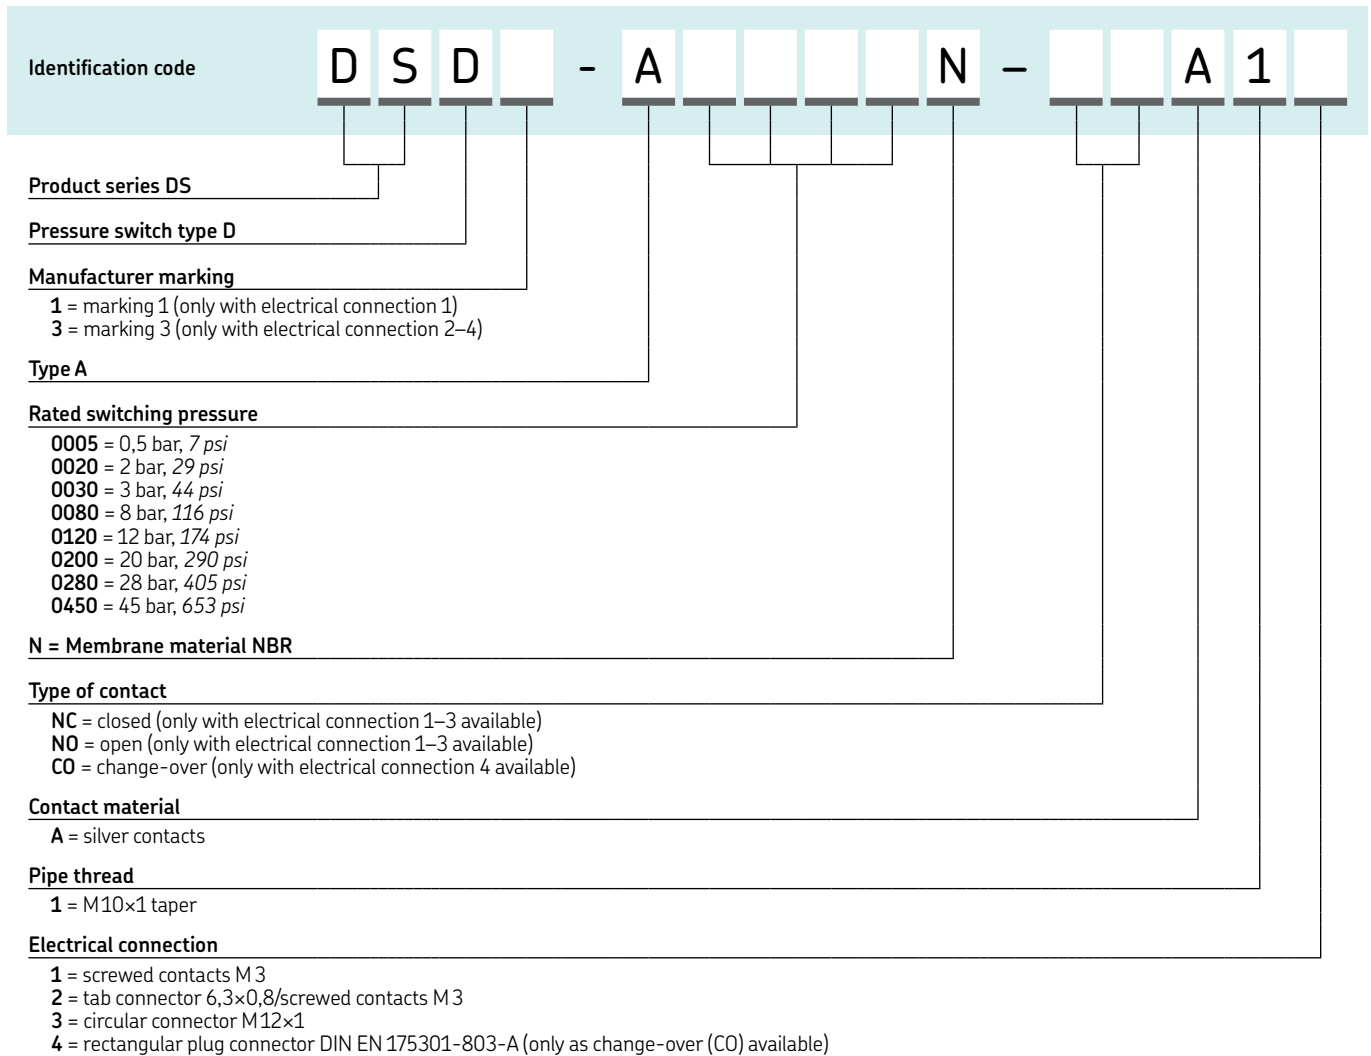 Identification code D S D - A N – A 1
Product series DS
Pressure switch type D
Manufacturer marking
1 = marking 1 (only with electrical connection 1)
3 = marking 3 (only with electrical connection 2–4)
Type A
Rated switching pressure
0005 = 0,5 bar, 7 psi
0020 = 2 bar, 29 psi
0030 = 3 bar, 44 psi
0080 = 8 bar, 116 psi
0120 = 12 bar, 174 psi
0200 = 20 bar, 290 psi
0280 = 28 bar, 405 psi
0450 = 45 bar, 653 psi
N = Membrane material NBR
Type of contact
NC = closed (only with electrical connection 1–3 available)
NO = open (only with electrical connection 1–3 available)
CO = change-over (only with electrical connection 4 available)
Contact material
A = silver contacts
Pipe thread
1 = M10×1 taper
Electrical connection
1 = screwed contacts M3
2 = tab connector 6,3×0,8/screwed contacts M3
3 = circular connector M12×1
4 = rectangular plug connector DIN EN 175301-803-A (only as change-over (CO) available)